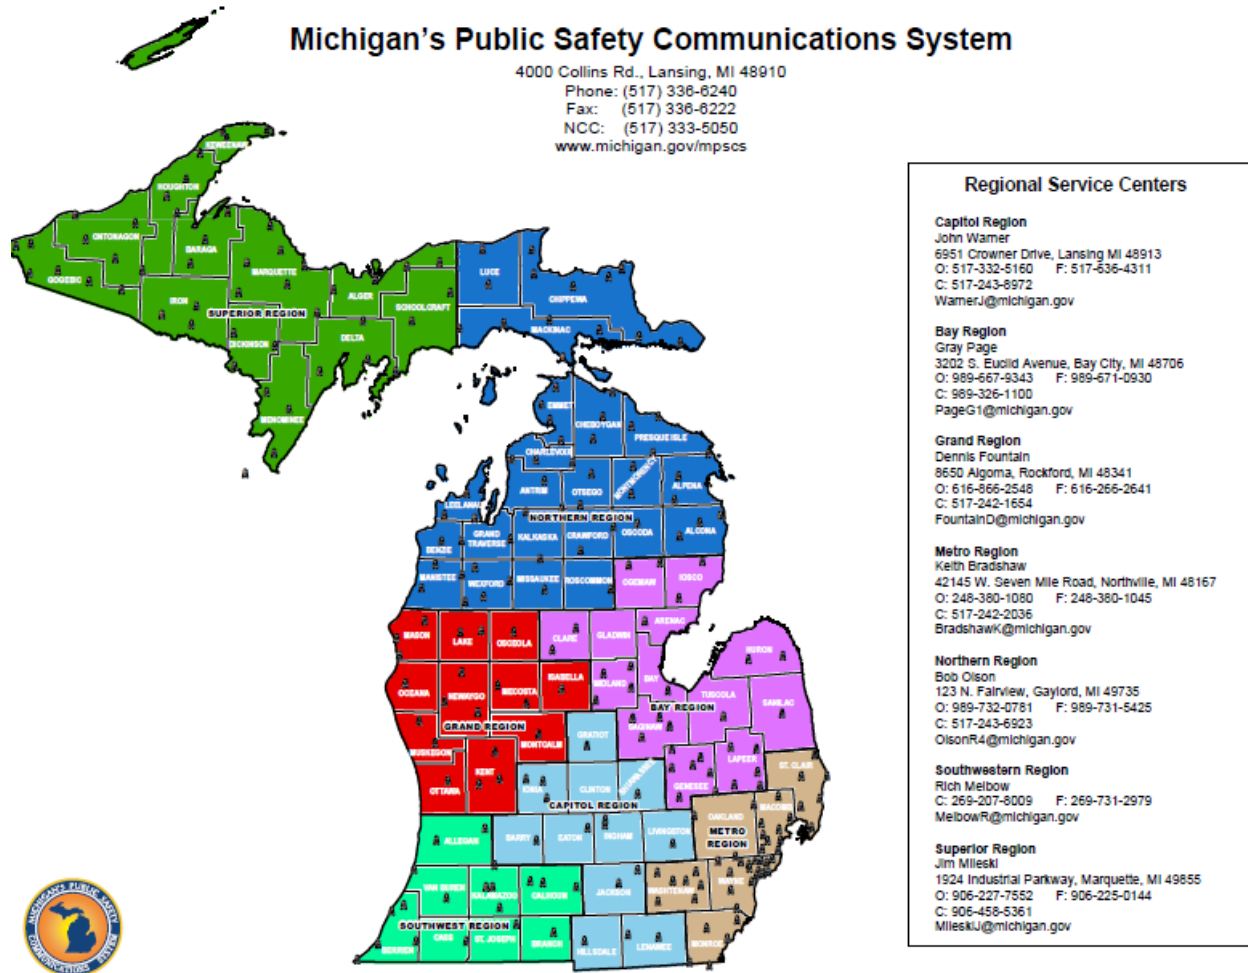 Michigan's Public Safety Communications System
4000 Collins Rd., Lansing, MI 48910
Phone: (517) 336-6240
Fax: (517) 336-6222
NCC: (517) 333-5050
www.michigan.gov/mpscs
KEWEENAW
HOUGHTON
ONTONAGON
BARAGA
GOGEBIC
MARQUETTE
IRON
SUPERIOR REGION
ALGER
SCHOOLCRAFT
LUCE
CHIPPEWA
MACKINAC
DICKINSON
DELTA
MENOMINEE
EMMET
CHEBOYGAN
PRESQUE ISLE
CHARLEVOIX
ANTRIM
OTSEGO
MONTMORENCY
ALPENA
LEELANAU
NORTHERN REGION
BENZIE
GRAND
TRAVERSE
KALKASKA
CRAWFORD
OSCODA
ALCONA
MANISTEE
WEXFORD
MISSAUKEE
ROSCOMMON
OGEMAW
IOSCO
MASON
LAKE
OSCEOLA
CLARE
GLADWIN
ARENAC
OCEANA
NEWAYGO
MECOSTA
ISABELLA
MIDLAND
BAY
HURON
TUSCOLA
SANILAC
GRAND REGION
BAY REGION
MUSKEGON
MONTCALM
GRATIOT
SAGINAW
OTTAWA
KENT
IONIA
CLINTON
SHIAWASSEE
GENESEE
LAPEER
ST. CLAIR
CAPITOL REGION
ALLEGAN
BARRY
EATON
INGHAM
LIVINGSTON
OAKLAND
MACOMB
METRO
REGION
VAN BUREN
KALAMAZOO
CALHOUN
JACKSON
WASHTENAW
WAYNE
SOUTHWEST REGION
BERRIEN
CASS
ST. JOSEPH
BRANCH
HILLSDALE
LENAWEE
MONROE
MICHIGAN'S PUBLIC SAFETY
COMMUNICATIONS SYSTEM
Regional Service Centers
Capitol Region
John Warner
6951 Crowner Drive, Lansing MI 48913
O: 517-332-5160 F: 517-636-4311
C: 517-243-8972
WarnerJ@michigan.gov
Bay Region
Gray Page
3202 S. Euclid Avenue, Bay City, MI 48706
O: 989-667-9343 F: 989-671-0930
C: 989-326-1100
PageG1@michigan.gov
Grand Region
Dennis Fountain
8650 Algoma, Rockford, MI 48341
O: 616-866-2548 F: 616-266-2641
C: 517-242-1654
FountainD@michigan.gov
Metro Region
Keith Bradshaw
42145 W. Seven Mile Road, Northville, MI 48167
O: 248-380-1080 F: 248-380-1045
C: 517-242-2036
BradshawK@michigan.gov
Northern Region
Bob Olson
123 N. Fairview, Gaylord, MI 49735
O: 989-732-0781 F: 989-731-5425
C: 517-243-6923
OlsonR4@michigan.gov
Southwestern Region
Rich Melbow
C: 269-207-8009 F: 269-731-2979
MelbowR@michigan.gov
Superior Region
Jim Mileski
1924 Industrial Parkway, Marquette, MI 49855
O: 906-227-7552 F: 906-225-0144
C: 906-458-5361
MileskiJ@michigan.gov